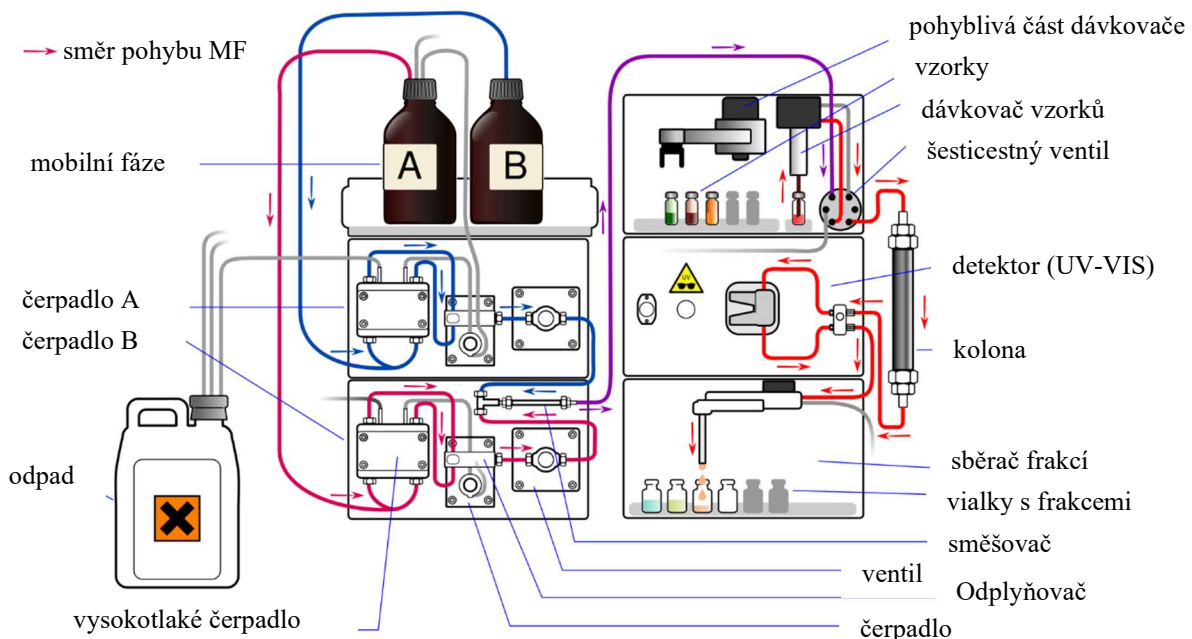 směr pohybu MF
mobilní fáze
čerpadlo A
čerpadlo B
odpad
vysokotlaké čerpadlo
A
B
UV
pohyblivá část dávkovače
vzorky
dávkovač vzorků
šesticestný ventil
detektor (UV-VIS)
kolona
sběrač frakcí
vialky s frakcemi
směšovač
ventil
Odplyňovač
čerpadlo